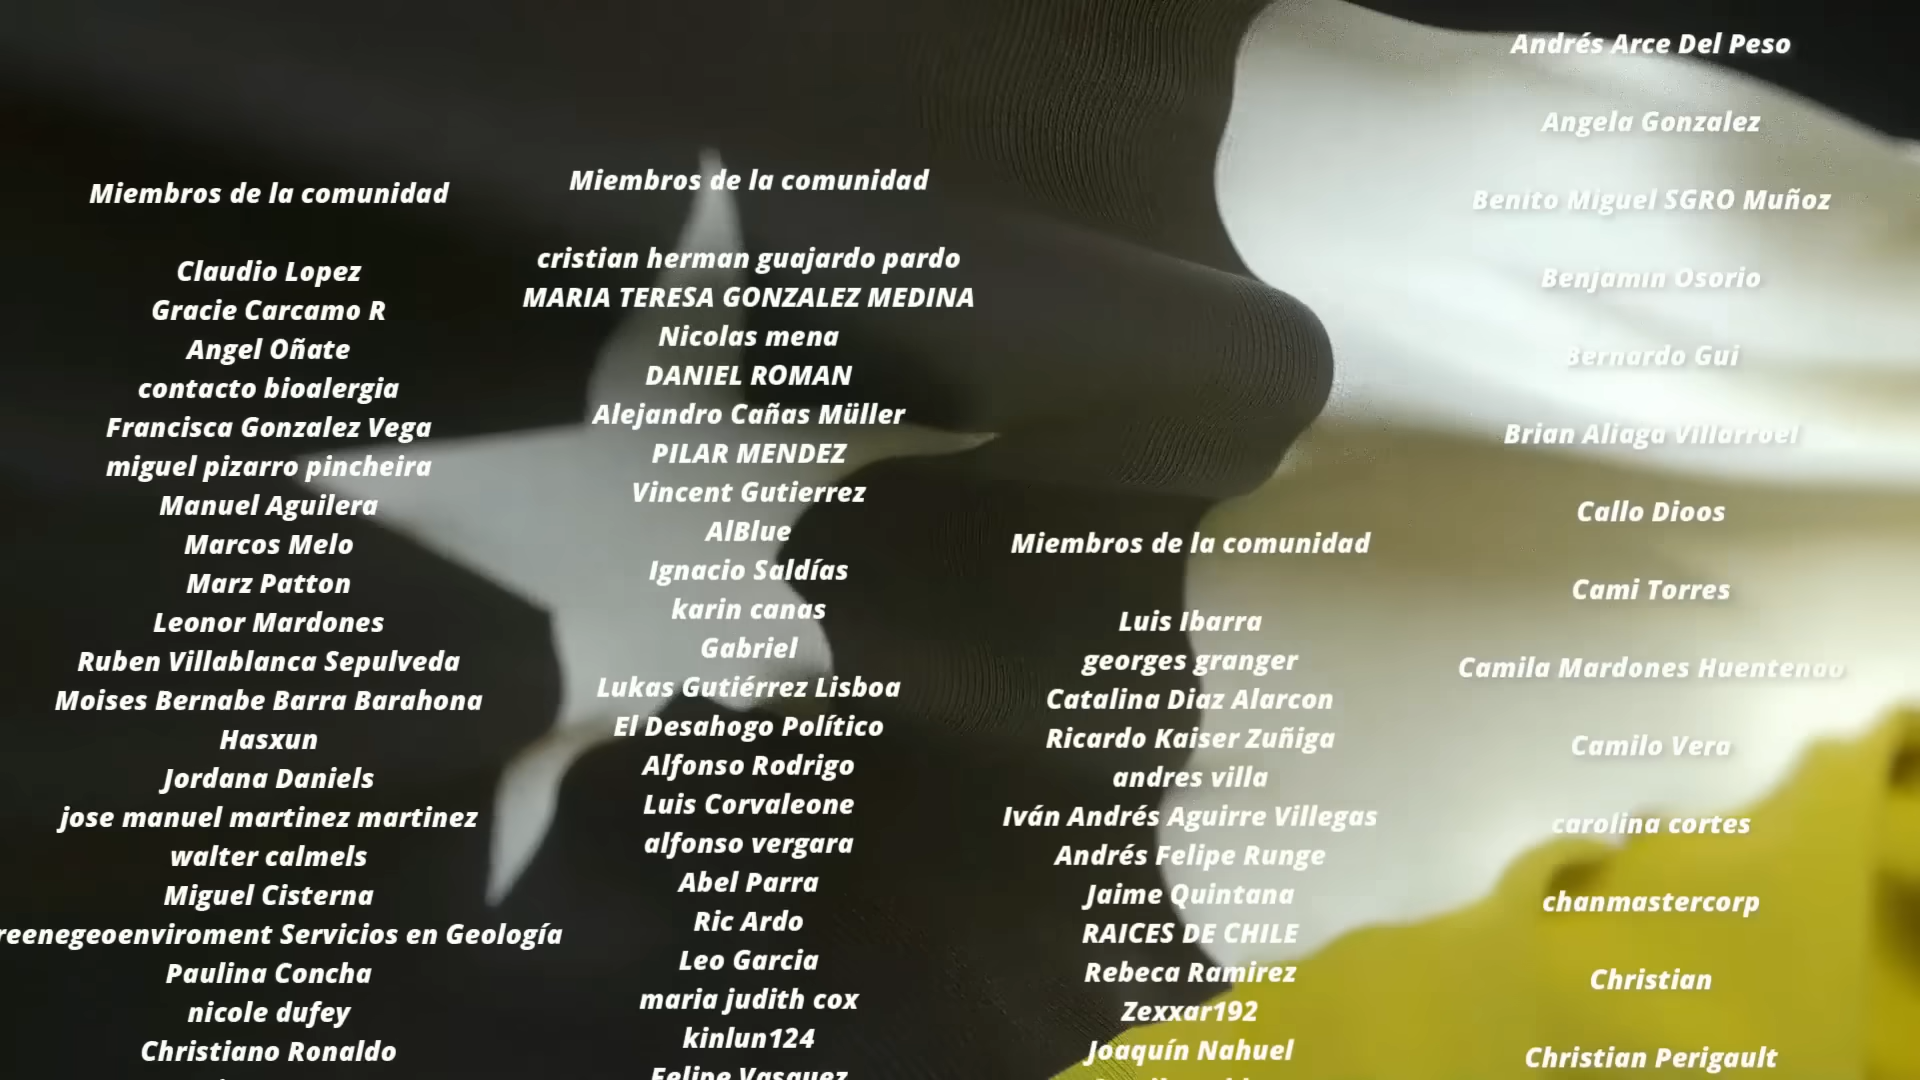 Miembros de la comunidad
Claudio Lopez
Gracie Carcamo R
Angel Oñate
contacto bioalergia
Francisca Gonzalez Vega
miguel pizarro pincheira
Manuel Aguilera
Marcos Melo
Marz Patton
Leonor Mardones
Ruben Villablanca Sepulveda
Moises Bernabe Barra Barahona
Hasxun
Jordana Daniels
jose manuel martinez martinez
walter calmels
Miguel Cisterna
reenegeoenviroment Servicios en Geología
Paulina Concha
nicole dufey
Christiano Ronaldo
Miembros de la comunidad
cristian herman guajardo pardo
MARIA TERESA GONZALEZ MEDINA
Nicolas mena
DANIEL ROMAN
Alejandro Cañas Müller
PILAR MENDEZ
Vincent Gutierrez
AlBlue
Ignacio Saldías
karin canas
Gabriel
Lukas Gutiérrez Lisboa
El Desahogo Político
Alfonso Rodrigo
Luis Corvaleone
alfonso vergara
Abel Parra
Ric Ardo
Leo Garcia
maria judith cox
kinlun124
Felipe Vasquez
Miembros de la comunidad
Luis Ibarra
georges granger
Catalina Diaz Alarcon
Ricardo Kaiser Zuñiga
andres villa
Iván Andrés Aguirre Villegas
Andrés Felipe Runge
Jaime Quintana
RAICES DE CHILE
Rebeca Ramirez
Zexxar192
Joaquín Nahuel
Andrés Arce Del Peso
Angela Gonzalez
Benito Miguel SGRO Muñoz
Benjamin Osorio
Bernardo Gui
Brian Aliaga Villarroel
Callo Dioos
Cami Torres
Camila Mardones Huentenao
Camilo Vera
carolina cortes
chanmastercorp
Christian
Christian Perigault